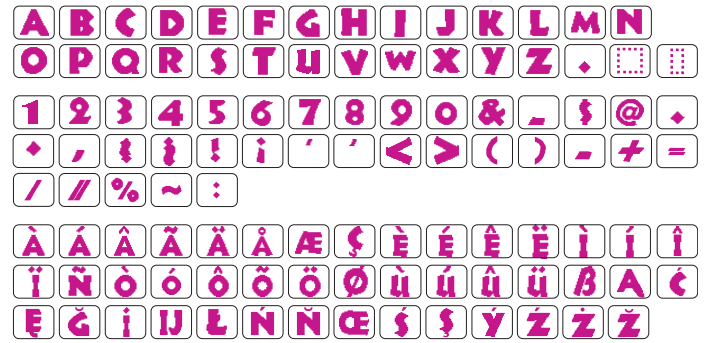 A B C D E F G H I J K L M N
O P Q R S T U V W X Y Z .
1 2 3 4 5 6 7 8 9 0 & _ $ @ .
· , { } ! ¡ ' ' < > ( ) - + =
/ // % ~ :
À Á Â Ã Ä Å Æ Ç È É Ê Ë Ì Í Î
Ï Ñ Ò Ó Ô Õ Ö Ø Ù Ú Û Ü ß A Ć
Ę Ğ İ IJ Ł Ń Ň Œ Ś Ş Ý Ź Ż Ž